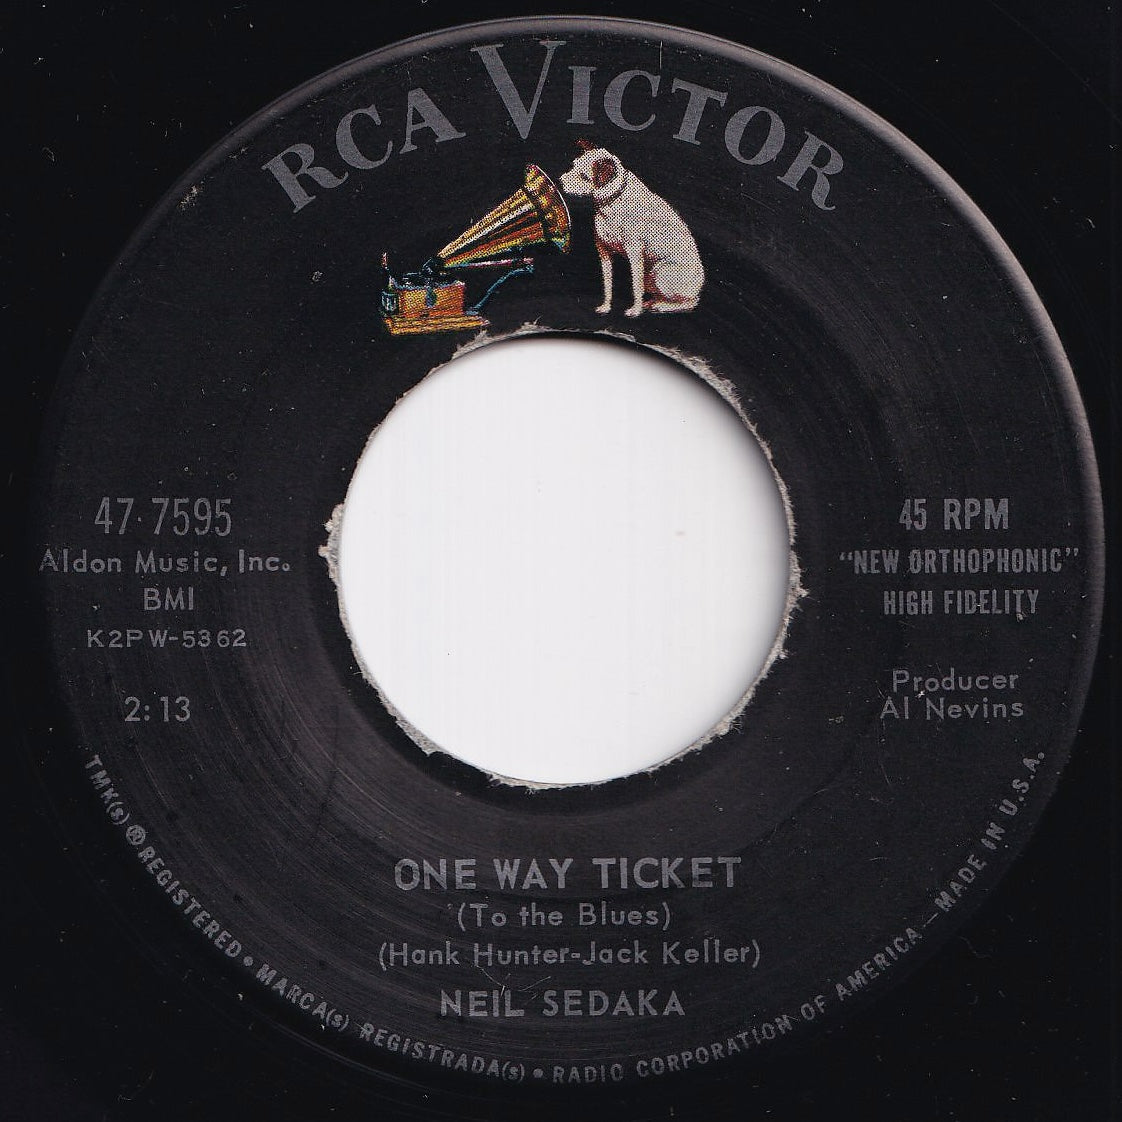 RCA VICTOR
47-7595
Aldon Music, Inc.
BMI
K2PW-5362
2:13
45 RPM
"NEW ORTHOPHONIC"
HIGH FIDELITY
Producer
Al Nevins
ONE WAY TICKET
(To the Blues)
(Hank Hunter-Jack Keller)
NEIL SEDAKA
TMK(s) ® REGISTERED • MARCA(s) REGISTRADA(s) • RADIO CORPORATION OF AMERICA—MADE IN U.S.A.